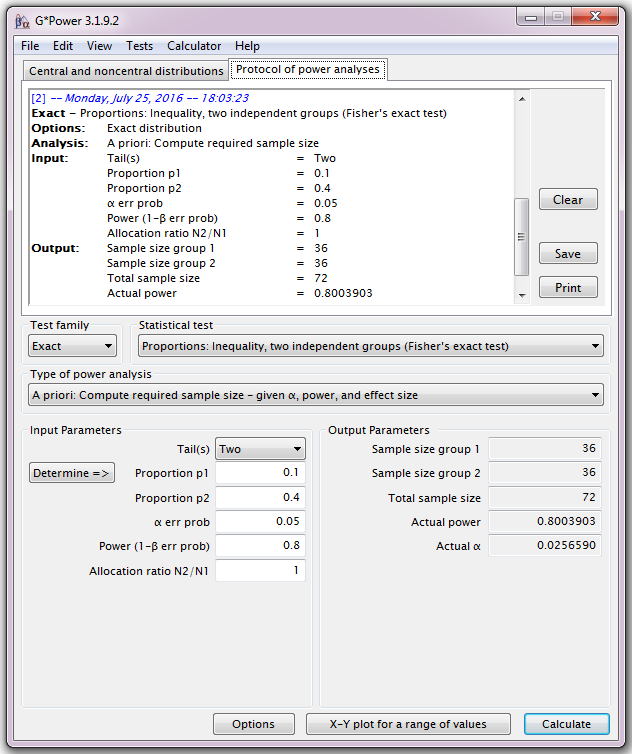 G*Power 3.1.9.2
File Edit View Tests Calculator Help
Central and noncentral distributions Protocol of power analyses
[2] -- Monday, July 25, 2016 -- 18:03:23
Exact - Proportions: Inequality, two independent groups (Fisher's exact test)
Options: Exact distribution
Analysis: A priori: Compute required sample size
Input: Tail(s) = Two
Proportion p1 = 0.1
Proportion p2 = 0.4
α err prob = 0.05
Power (1-β err prob) = 0.8
Allocation ratio N2/N1 = 1
Output: Sample size group 1 = 36
Sample size group 2 = 36
Total sample size = 72
Actual power = 0.8003903
Clear
Save
Print
Test family Statistical test
Exact Proportions: Inequality, two independent groups (Fisher's exact test)
Type of power analysis
A priori: Compute required sample size - given α, power, and effect size
Input Parameters
Tail(s) Two
Determine => Proportion p1 0.1
Proportion p2 0.4
α err prob 0.05
Power (1-β err prob) 0.8
Allocation ratio N2/N1 1
Output Parameters
Sample size group 1 36
Sample size group 2 36
Total sample size 72
Actual power 0.8003903
Actual α 0.0256590
Options X-Y plot for a range of values Calculate